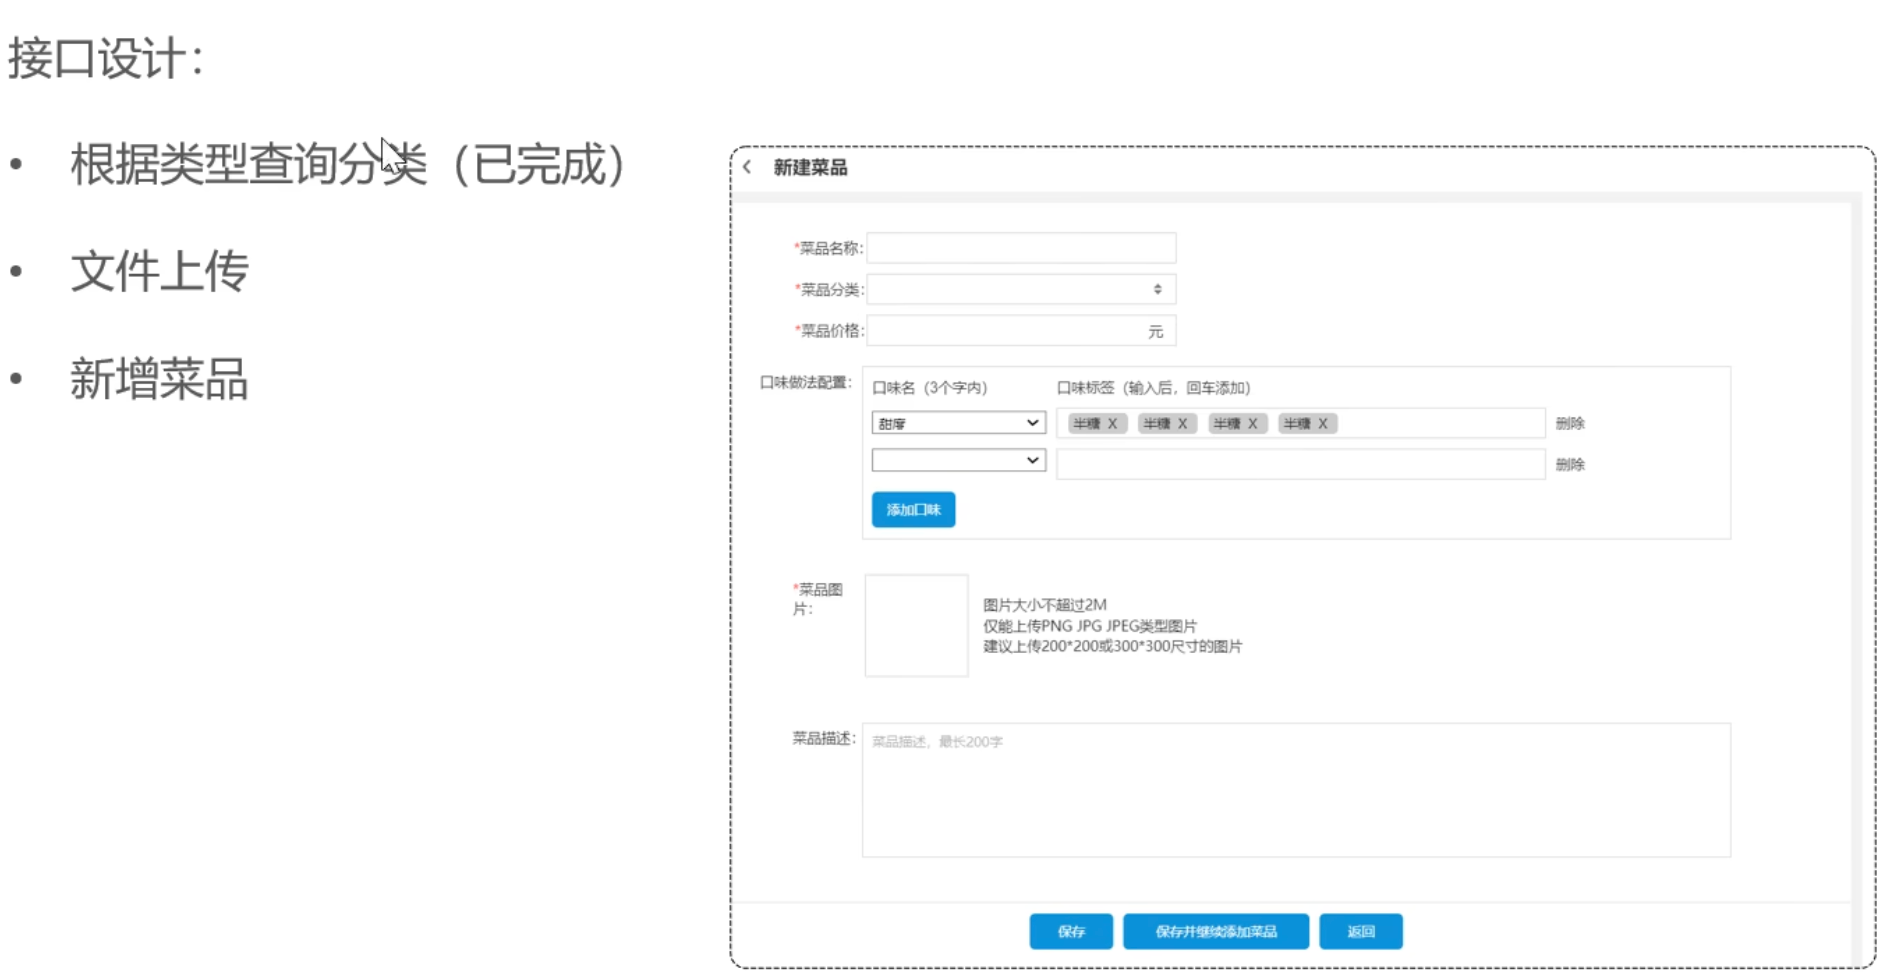 接口设计：
• 根据类型查询分类（已完成）
• 文件上传
• 新增菜品
< 新建菜品
*菜品名称：
*菜品分类：
*菜品价格： 元
口味做法配置： 口味名（3个字内） 口味标签（输入后，回车添加）
甜度 半糖 X 半糖 X 半糖 X 半糖 X 删除
删除
添加口味
*菜品图
片：
图片大小不超过2M
仅能上传PNG JPG JPEG类型图片
建议上传200*200或300*300尺寸的图片
菜品描述： 菜品描述，最长200字
保存 保存并继续添加菜品 返回